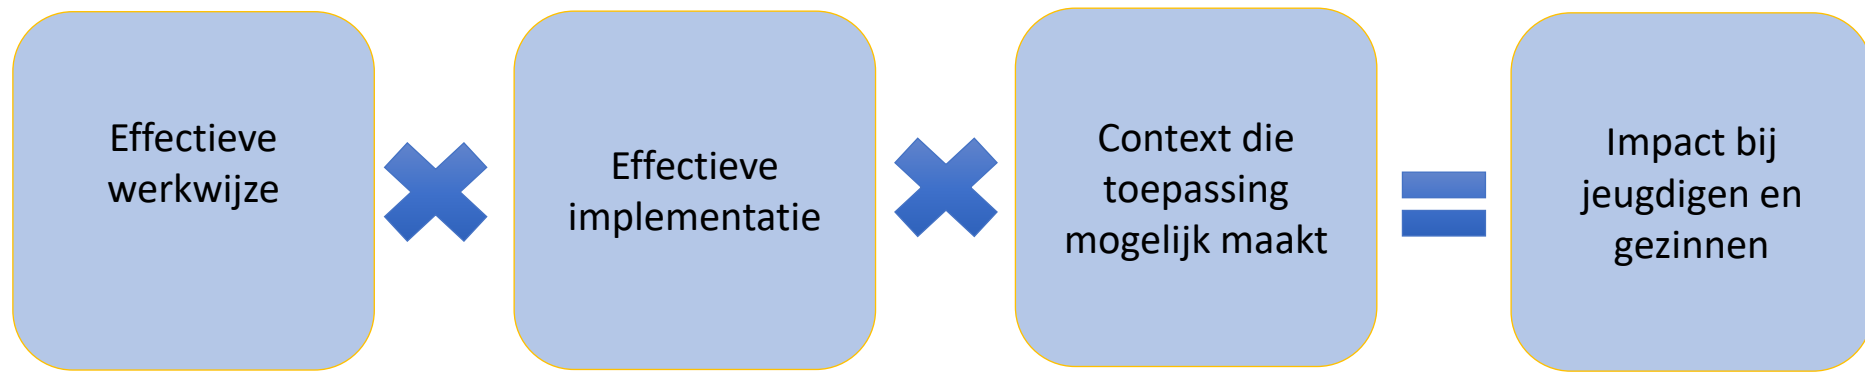 Effectieve
werkwijze
Effectieve
implementatie
Context die
toepassing
mogelijk maakt
Impact bij
jeugdigen en
gezinnen